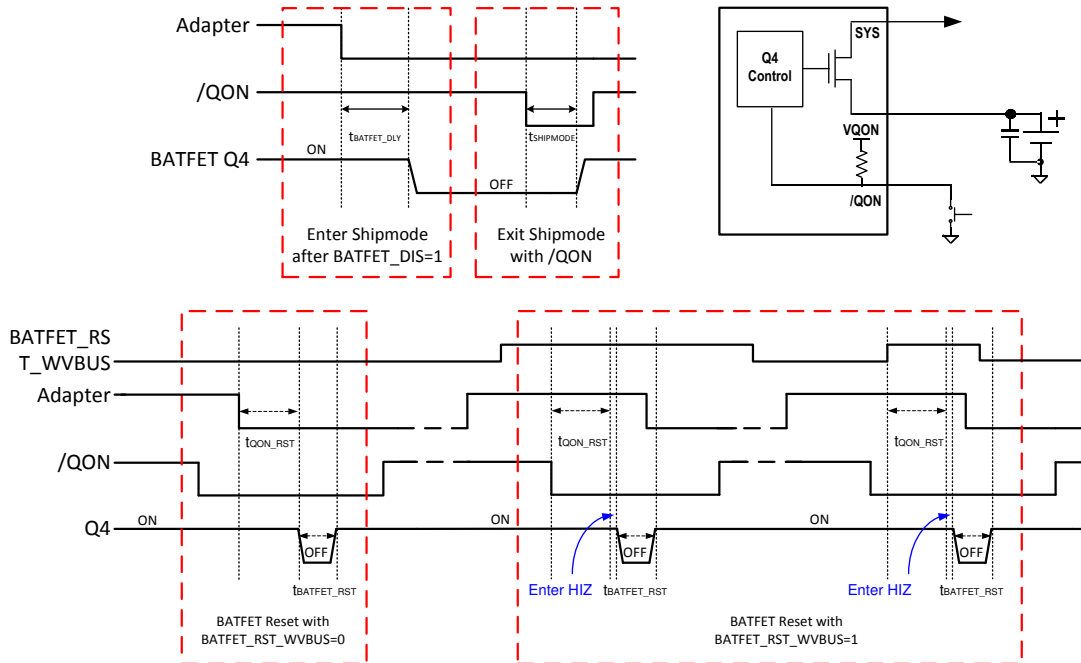 Adapter
/QON
tBATFET_DLY
tSHIPMODE
BATFET Q4
ON
OFF
Enter Shipmode
after BATFET_DIS=1
Exit Shipmode
with /QON
SYS
Q4
Control
VQON
+
/QON
BATFET_RS
T_WVBUS
Adapter
tQON_RST
tQON_RST
tQON_RST
/QON
Q4
ON
OFF
ON
OFF
ON
OFF
Enter HIZ
Enter HIZ
tBATFET_RST
tBATFET_RST
tBATFET_RST
BATFET Reset with
BATFET_RST_WVBUS=0
BATFET Reset with
BATFET_RST_WVBUS=1